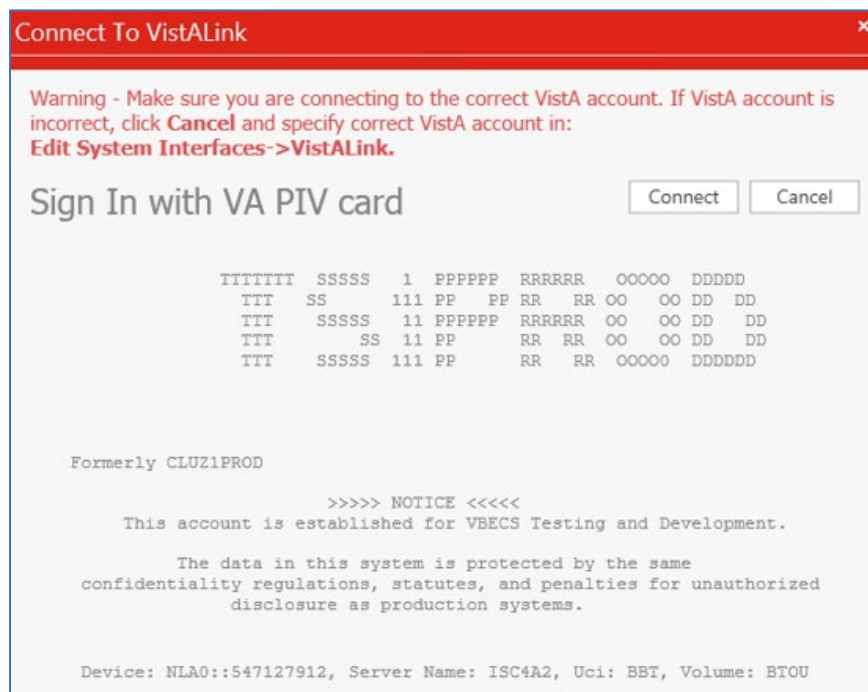 Connect To VistALink ×
Warning - Make sure you are connecting to the correct VistA account. If VistA account is
incorrect, click Cancel and specify correct VistA account in:
Edit System Interfaces->VistALink.
Sign In with VA PIV card Connect Cancel
TTTTTTT SSSSS 1 PPPPPP RRRRRR OOOOO DDDDD
TTT SS 111 PP PP RR RR OO OO DD DD
TTT SSSSS 11 PPPPPP RRRRRR OO OO DD DD
TTT SS 11 PP RR RR OO OO DD DD
TTT SSSSS 111 PP RR RR OOOOO DDDDDD
Formerly CLUZ1PROD
>>>>> NOTICE <<<<<
This account is established for VBECS Testing and Development.
The data in this system is protected by the same
confidentiality regulations, statutes, and penalties for unauthorized
disclosure as production systems.
Device: NLA0::547127912, Server Name: ISC4A2, Uci: BBT, Volume: BTOU